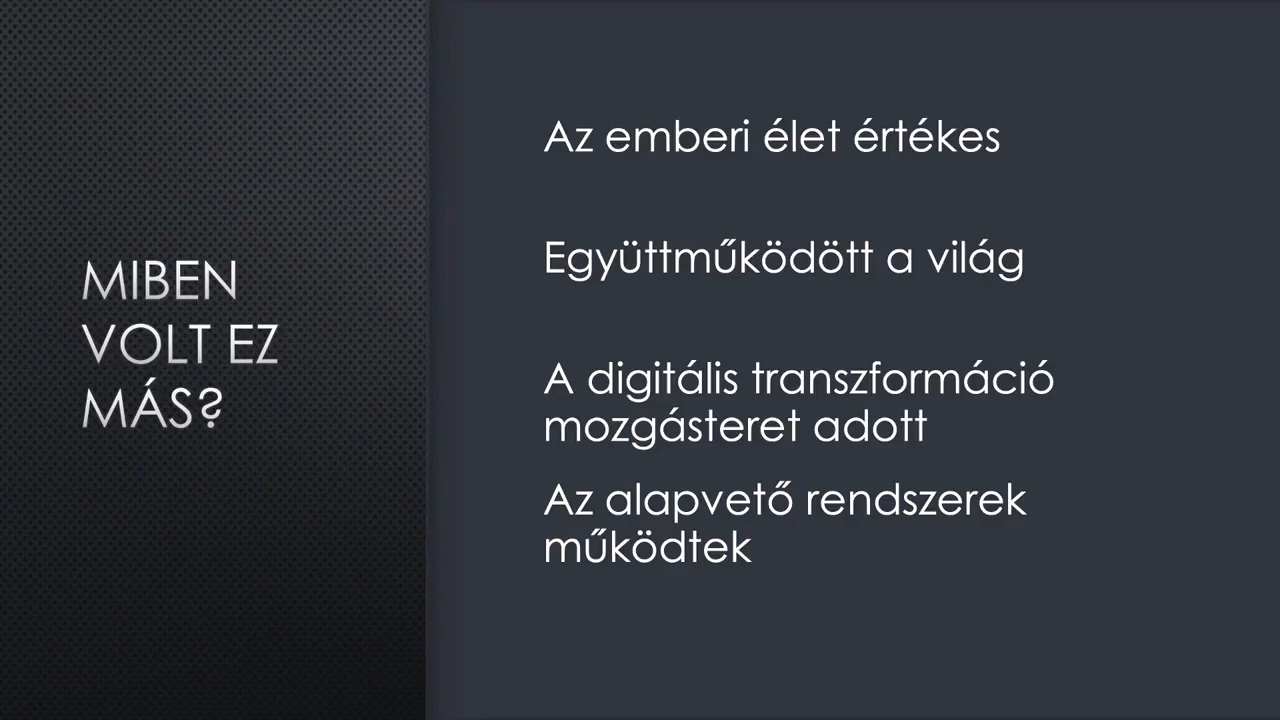 MIBEN
VOLT EZ
MÁS?
Az emberi élet értékes
Együttműködött a világ
A digitális transzformáció
mozgásteret adott
Az alapvető rendszerek
működtek